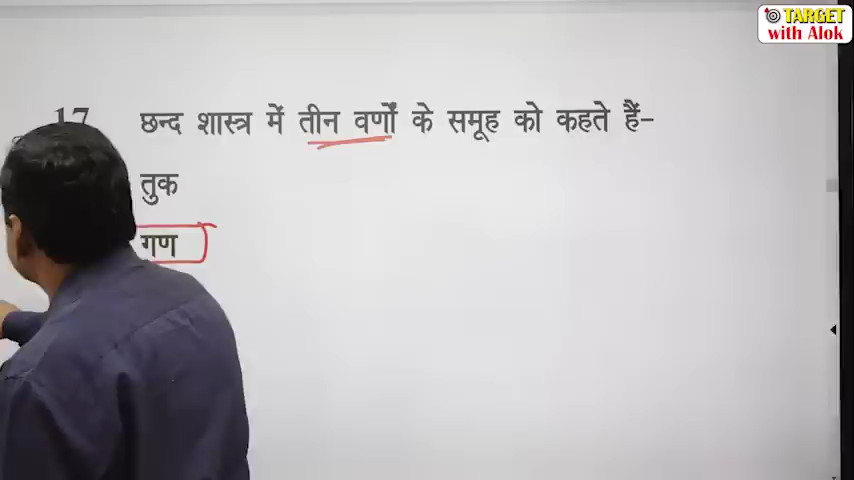 TARGET
with Alok
17 छन्द शास्त्र में तीन वर्णों के समूह को कहते हैं-
तुक
गण